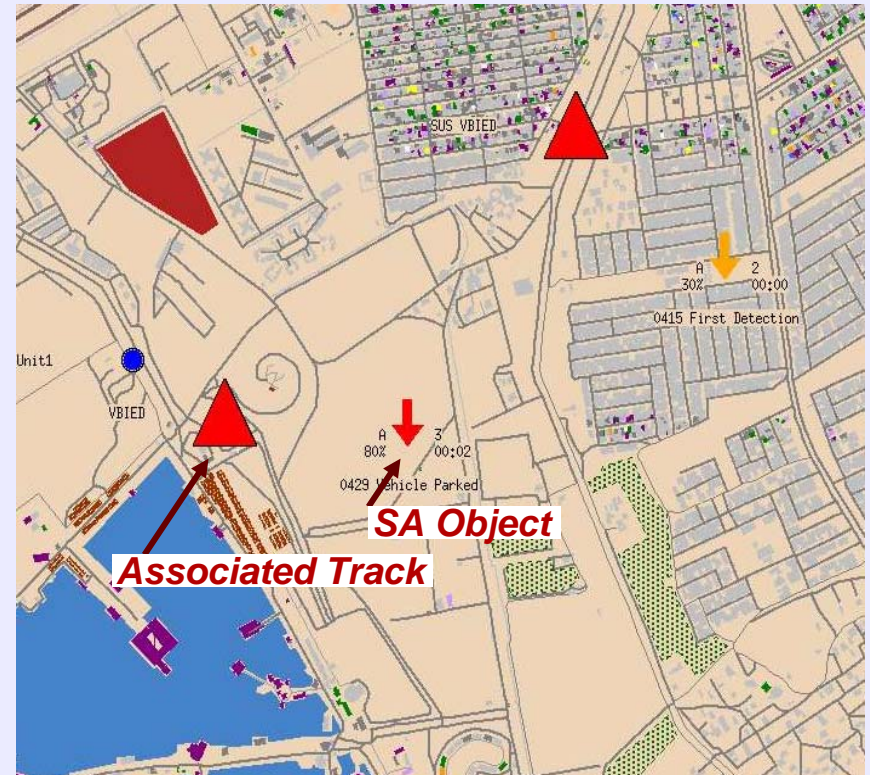 SUS VBIED
A 2
30% 00:00
0415 First Detection
Unit1
VBIED
A 3
80% 00:02
0429 Vehicle Parked
SA Object
Associated Track